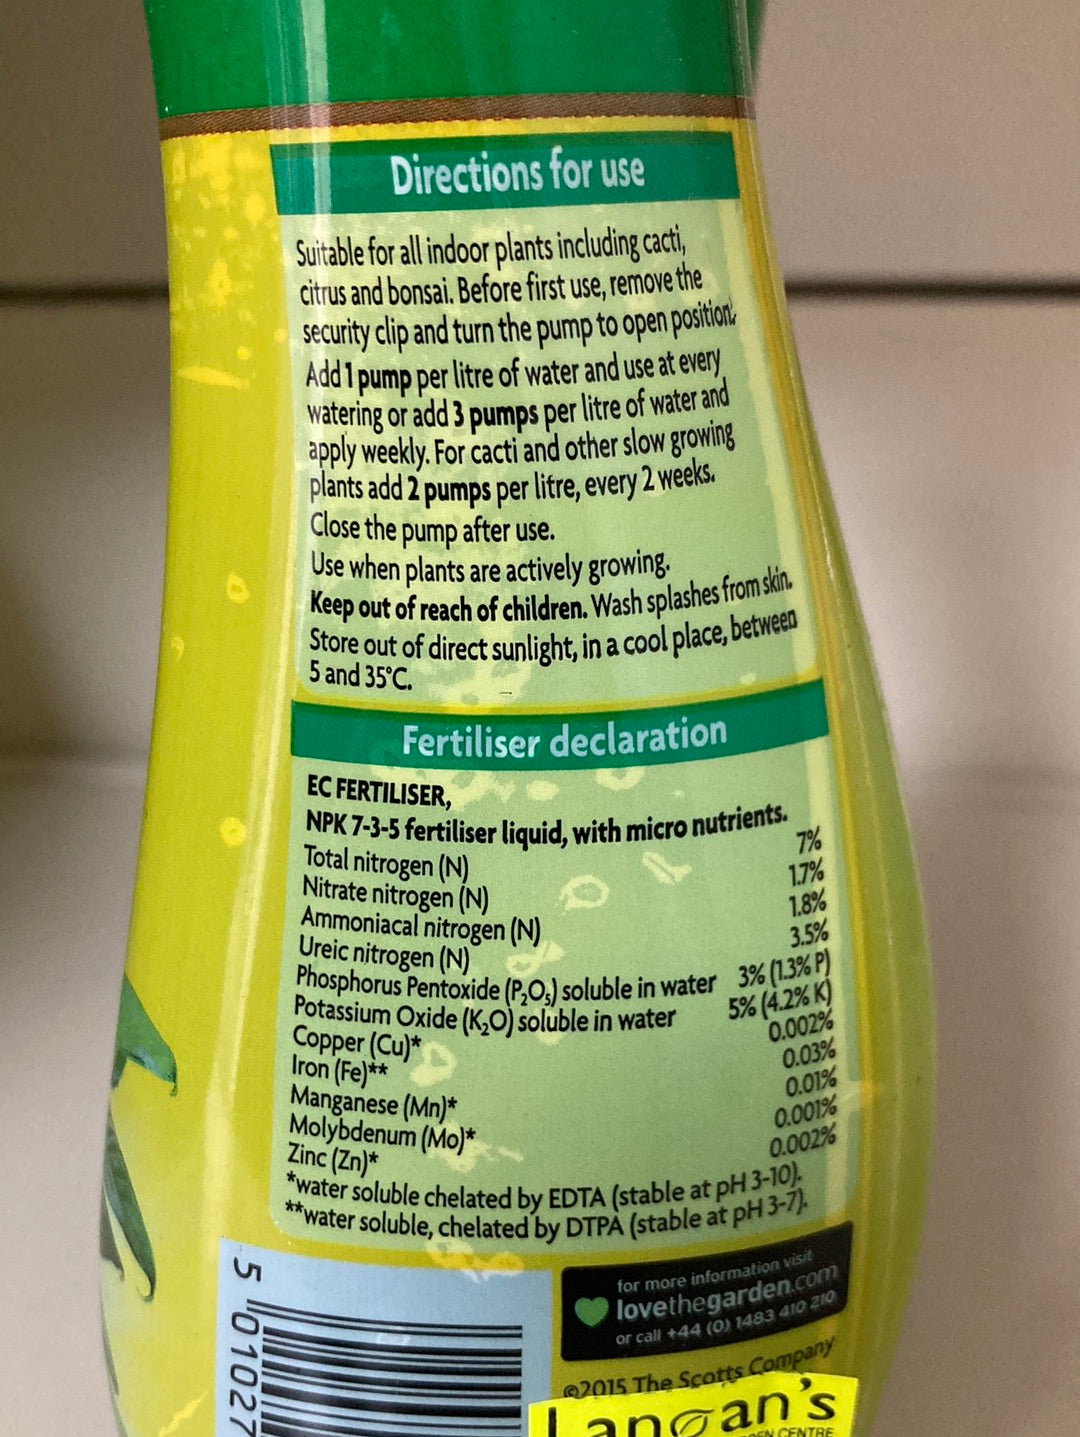 Directions for use
Suitable for all indoor plants including cacti,
citrus and bonsai. Before first use, remove the
security clip and turn the pump to open position.
Add 1 pump per litre of water and use at every
watering or add 3 pumps per litre of water and
apply weekly. For cacti and other slow growing
plants add 2 pumps per litre, every 2 weeks.
Close the pump after use.
Use when plants are actively growing.
Keep out of reach of children. Wash splashes from skin.
Store out of direct sunlight, in a cool place, between
5 and 35°C.
Fertiliser declaration
EC FERTILISER,
NPK 7-3-5 fertiliser liquid, with micro nutrients.
Total nitrogen (N) 7%
Nitrate nitrogen (N) 1.7%
Ammoniacal nitrogen (N) 1.8%
Ureic nitrogen (N) 3.5%
Phosphorus Pentoxide (P₂O₅) soluble in water 3% (1.3% P)
Potassium Oxide (K₂O) soluble in water 5% (4.2% K)
Copper (Cu)* 0.002%
Iron (Fe)** 0.03%
Manganese (Mn)* 0.01%
Molybdenum (Mo)* 0.001%
Zinc (Zn)* 0.002%
*water soluble chelated by EDTA (stable at pH 3-10).
**water soluble, chelated by DTPA (stable at pH 3-7).
for more information visit
lovethegarden.com
or call +44 (0) 1483 410 210
©2015 The Scotts Company
5 01027
Langan's
CENTRE